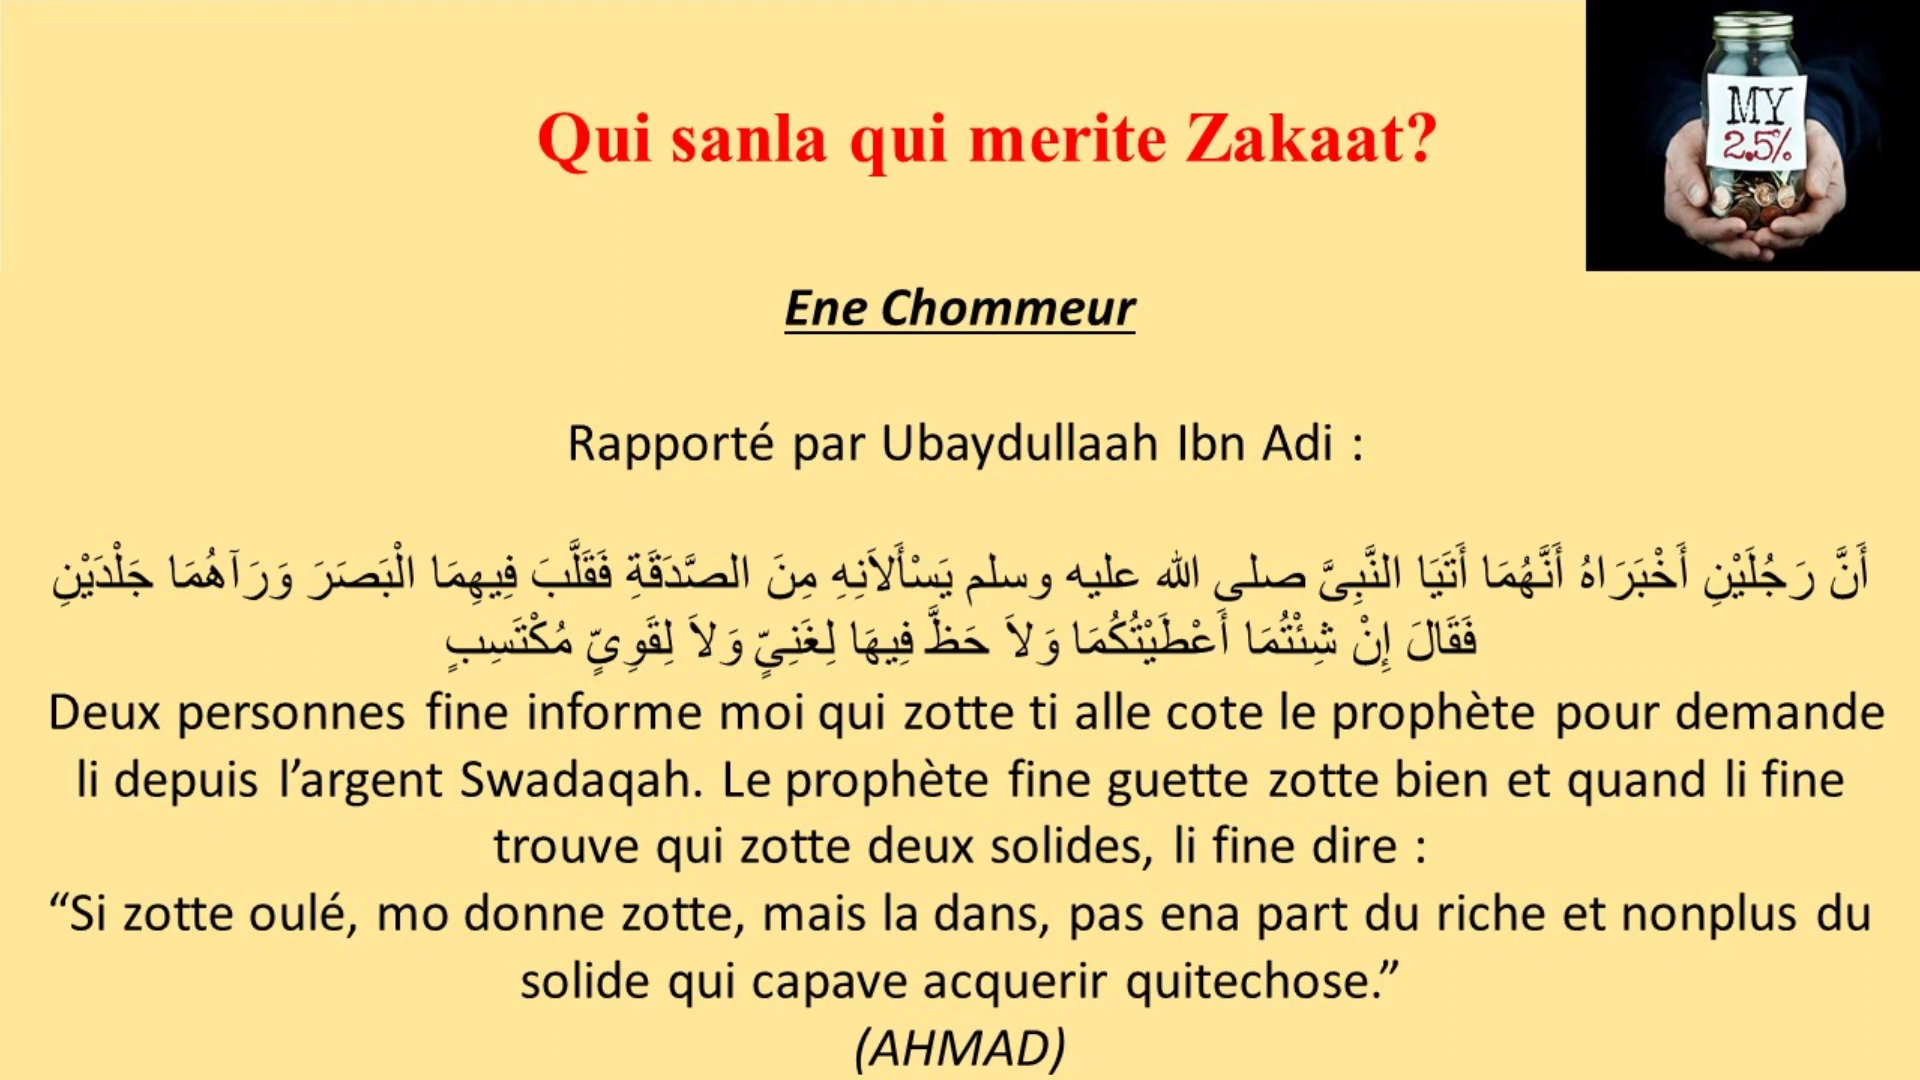 MY
2.5%
Qui sanla qui merite Zakaat?
Ene Chommeur
Rapporté par Ubaydullaah Ibn Adi :
أَنَّ رَجُلَيْنِ أَخْبَرَاهُ أَنَّهُمَا أَتَيَا النَّبِىَّ صلى الله عليه وسلم يَسْأَلاَنِهِ مِنَ الصَّدَقَةِ فَقَلَّبَ فِيهِمَا الْبَصَرَ وَرَآهُمَا جَلْدَيْنِ
فَقَالَ إِنْ شِئْتُمَا أَعْطَيْتُكُمَا وَلاَ حَظَّ فِيهَا لِغَنِيّ وَلاَ لِقَوِيّ مُكْتَسِبٍ
Deux personnes fine informe moi qui zotte ti alle cote le prophète pour demande
li depuis l’argent Swadaqah. Le prophète fine guette zotte bien et quand li fine
trouve qui zotte deux solides, li fine dire :
“Si zotte oulé, mo donne zotte, mais la dans, pas ena part du riche et nonplus du
solide qui capave acquerir quitechose.”
(AHMAD)